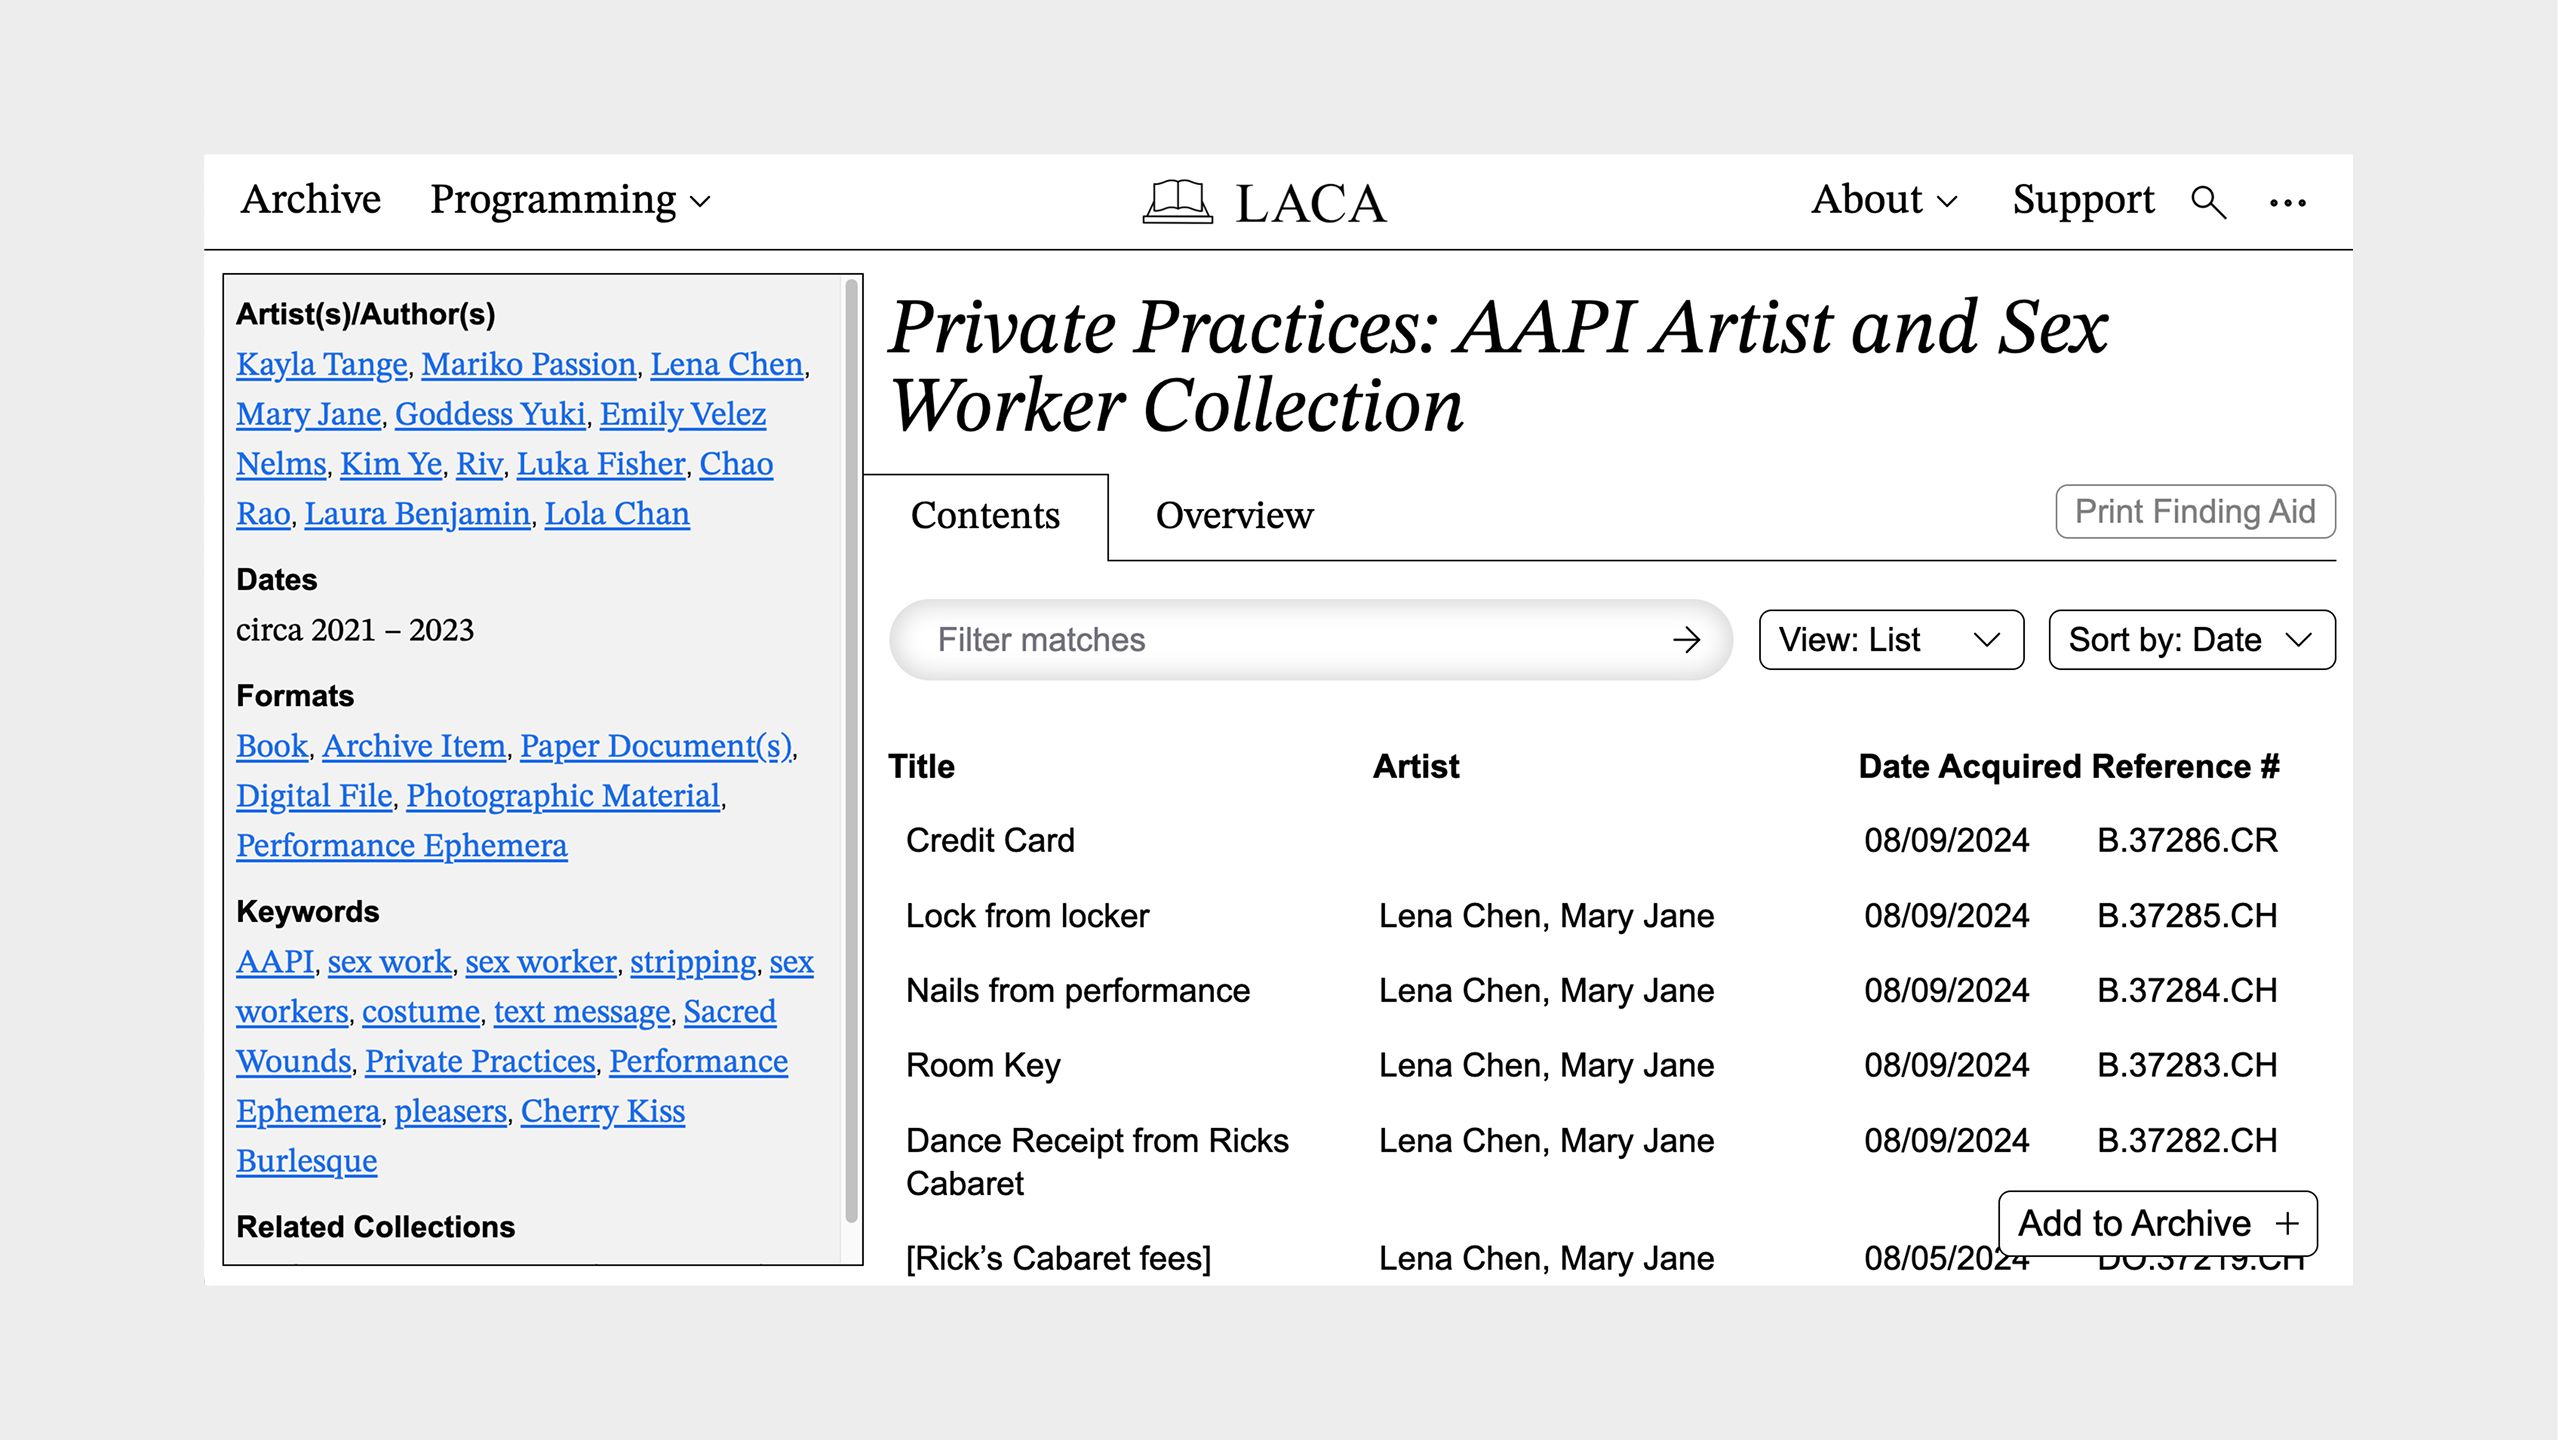 Archive Programming LACA About Support
Artist(s)/Author(s)
Kayla Tange, Mariko Passion, Lena Chen,
Mary Jane, Goddess Yuki, Emily Velez
Nelms, Kim Ye, Riv, Luka Fisher, Chao
Rao, Laura Benjamin, Lola Chan
Dates
circa 2021 – 2023
Formats
Book, Archive Item, Paper Document(s),
Digital File, Photographic Material,
Performance Ephemera
Keywords
AAPI, sex work, sex worker, stripping, sex
workers, costume, text message, Sacred
Wounds, Private Practices, Performance
Ephemera, pleasers, Cherry Kiss
Burlesque
Related Collections
Private Practices: AAPI Artist and Sex
Worker Collection
Contents Overview Print Finding Aid
Filter matches View: List Sort by: Date
Title Artist Date Acquired Reference #
Credit Card 08/09/2024 B.37286.CR
Lock from locker Lena Chen, Mary Jane 08/09/2024 B.37285.CH
Nails from performance Lena Chen, Mary Jane 08/09/2024 B.37284.CH
Room Key Lena Chen, Mary Jane 08/09/2024 B.37283.CH
Dance Receipt from Ricks Lena Chen, Mary Jane 08/09/2024 B.37282.CH
Cabaret
Add to Archive +
[Rick’s Cabaret fees] Lena Chen, Mary Jane 08/05/2024